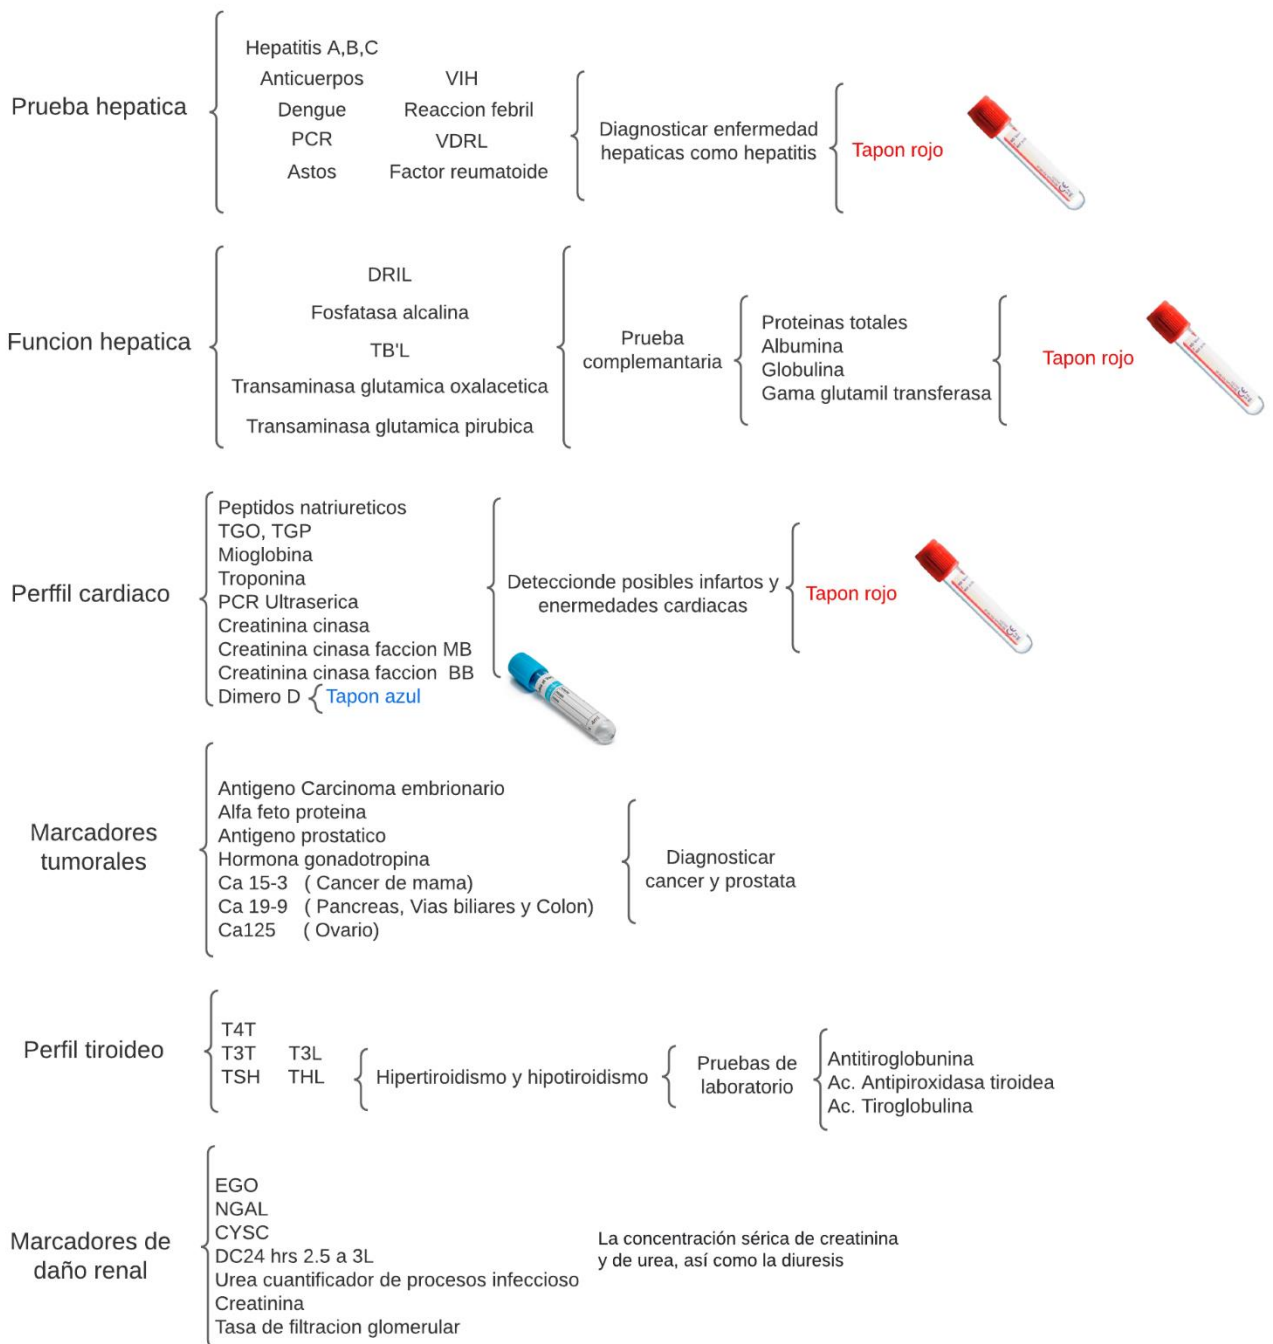 Prueba hepatica
Hepatitis A,B,C
Anticuerpos
VIH
Dengue
Reaccion febril
PCR
VDRL
Astos
Factor reumatoide
Diagnosticar enfermedad
hepaticas como hepatitis
Tapon rojo
Funcion hepatica
DRIL
Fosfatasa alcalina
TB'L
Transaminasa glutamica oxalacetica
Transaminasa glutamica pirubica
Prueba
complemantaria
Proteinas totales
Albumina
Globulina
Gama glutamil transferasa
Tapon rojo
Perffil cardiaco
Peptidos natriureticos
TGO, TGP
Mioglobina
Troponina
PCR Ultraserica
Creatinina cinasa
Creatinina cinasa faccion MB
Creatinina cinasa faccion BB
Dimero D
Tapon azul
Deteccionde posibles infartos y
enermedades cardiacas
Tapon rojo
Marcadores
tumorales
Antigeno Carcinoma embrionario
Alfa feto proteina
Antigeno prostatico
Hormona gonadotropina
Ca 15-3 ( Cancer de mama)
Ca 19-9 ( Pancreas, Vias biliares y Colon)
Ca125 ( Ovario)
Diagnosticar
cancer y prostata
Perfil tiroideo
T4T
T3T T3L
TSH THL
Hipertiroidismo y hipotiroidismo
Pruebas de
laboratorio
Antitiroglobunina
Ac. Antipiroxidasa tiroidea
Ac. Tiroglobulina
Marcadores de
daño renal
EGO
NGAL
CYSC
DC24 hrs 2.5 a 3L
Urea cuantificador de procesos infeccioso
Creatinina
Tasa de filtracion glomerular
La concentración sérica de creatinina
y de urea, así como la diuresis